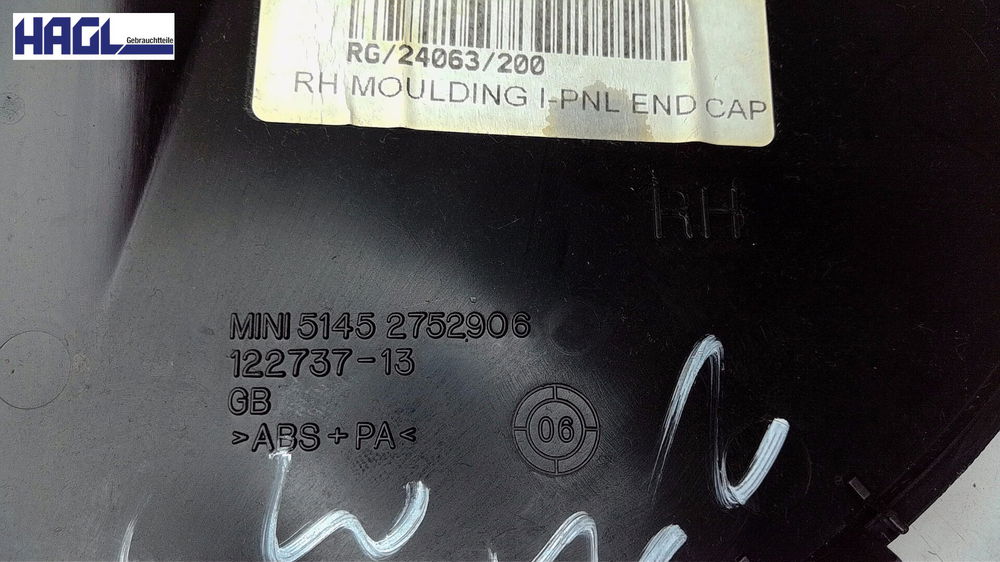 HAGL
Gebrauchtteile
RG/24063/200
RH MOULDING I-PNL END CAP
RH
MINI 5145 2752906
122737-13
GB
>ABS+PA<
06